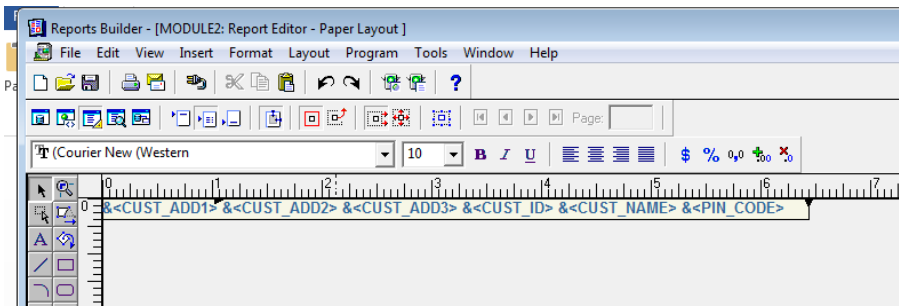 Reports Builder - [MODULE2: Report Editor - Paper Layout ]
File Edit View Insert Format Layout Program Tools Window Help
Page:
(Courier New (Western 10 B I U $ % 0,0 .00 .0
0 1 2 3 4 5 6 7
0 &<CUST_ADD1> &<CUST_ADD2> &<CUST_ADD3> &<CUST_ID> &<CUST_NAME> &<PIN_CODE>
A